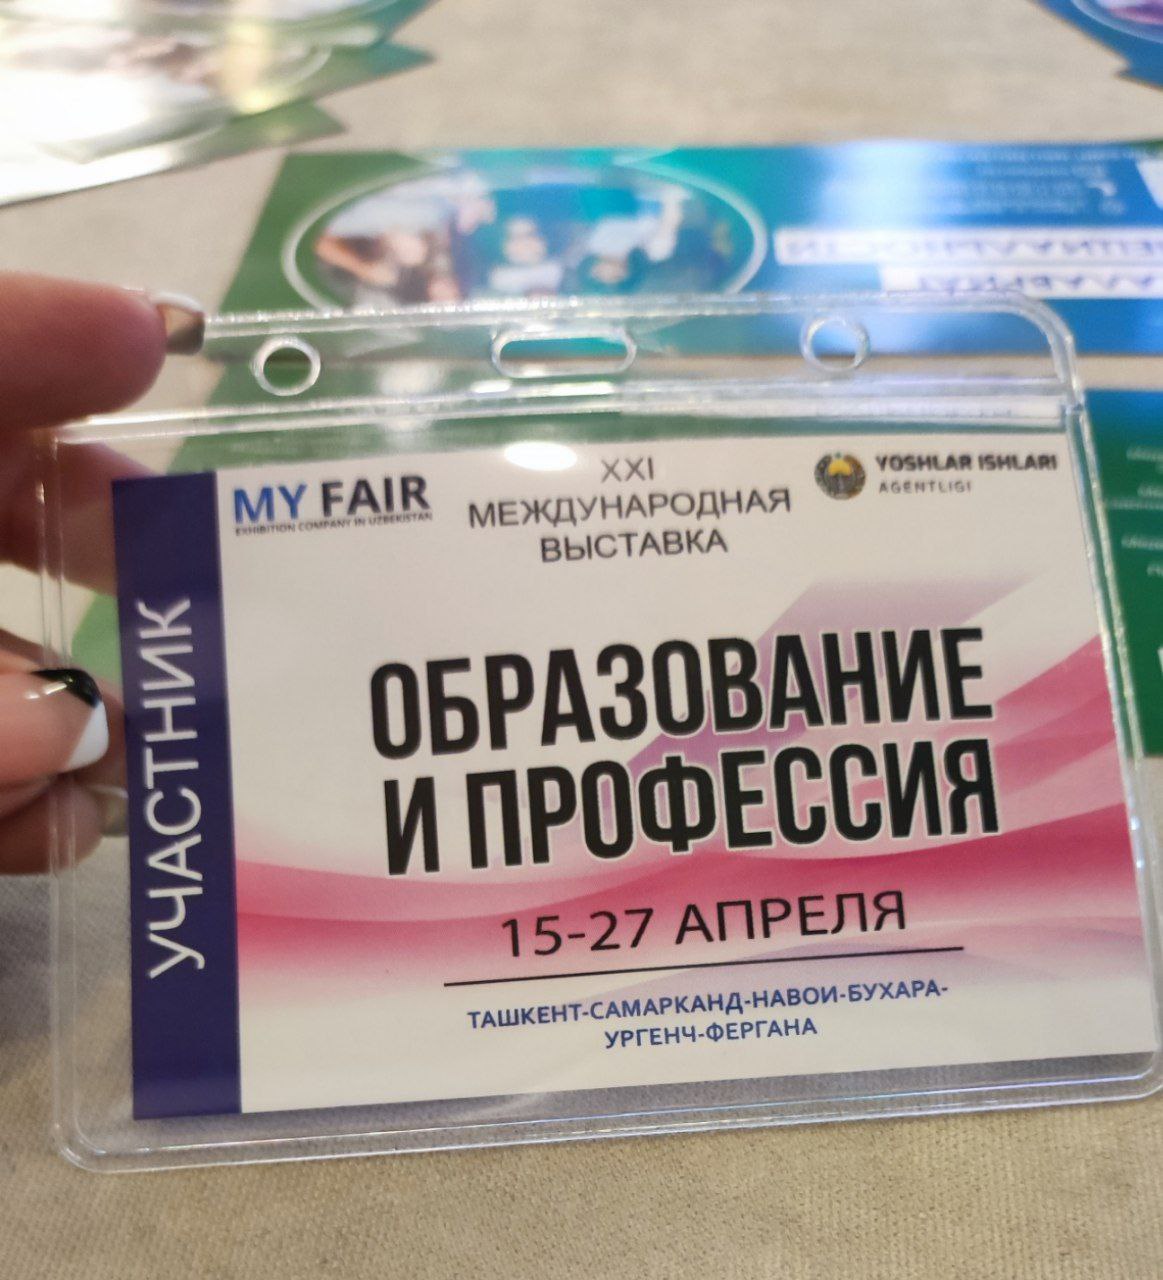 MY FAIR
EXHIBITION COMPANY IN UZBEKISTAN
XXI
МЕЖДУНАРОДНАЯ
ВЫСТАВКА
YOSHLAR ISHLARI
AGENTLIGI
УЧАСТНИК
ОБРАЗОВАНИЕ
И ПРОФЕССИЯ
15-27 АПРЕЛЯ
ТАШКЕНТ-САМАРКАНД-НАВОИ-БУХАРА-
УРГЕНЧ-ФЕРГАНА